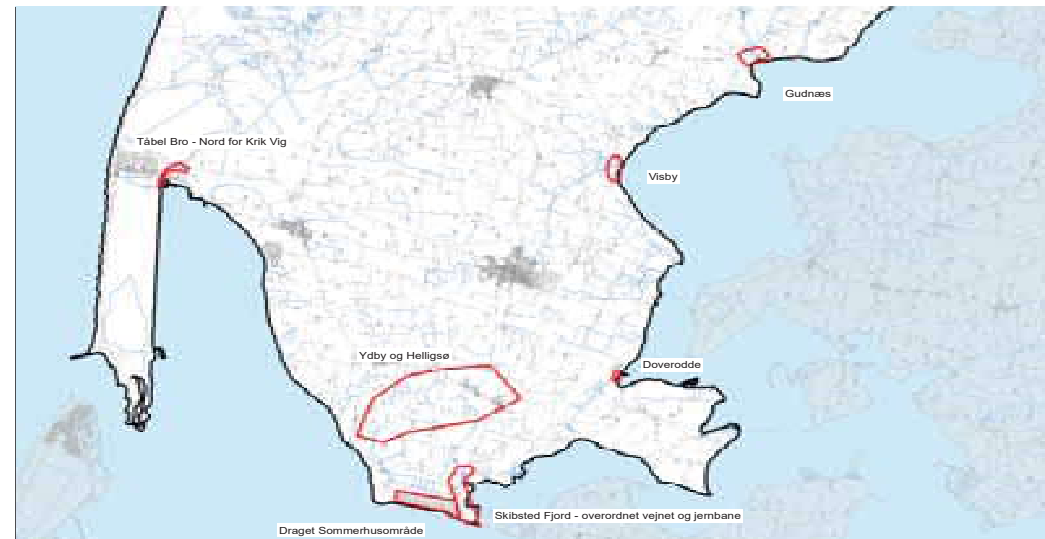 Gudnæs
Tåbel Bro - Nord for Krik Vig
Visby
Ydby og Helligsø
Doverodde
Skibsted Fjord - overordnet vejnet og jernbane
Draget Sommerhusområde